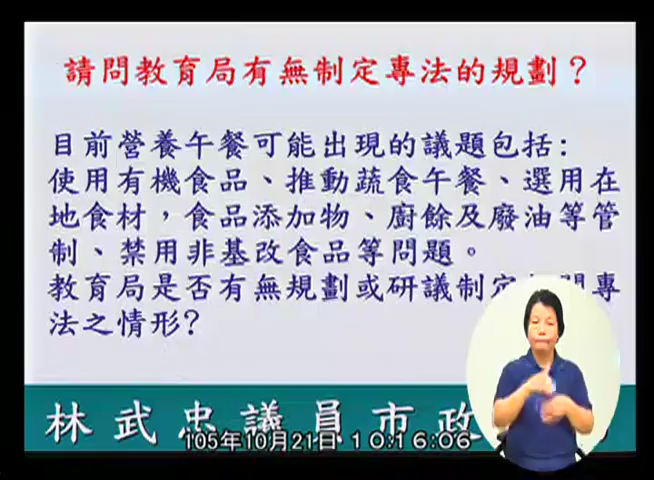 請問教育局有無制定專法的規劃？
目前營養午餐可能出現的議題包括:
使用有機食品、推動蔬食午餐、選用在
地食材，食品添加物、廚餘及廢油等管
制、禁用非基改食品等問題。
教育局是否有無規劃或研議制定 專
法之情形?
林武忠議員市政
105年10月21日 10:16:06